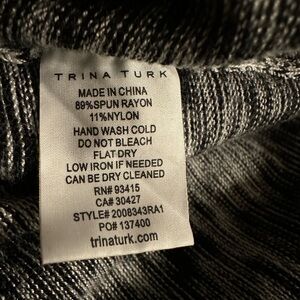 TRINA TURK
MADE IN CHINA
89%SPUN RAYON
11%NYLON
HAND WASH COLD
DO NOT BLEACH
FLAT DRY
LOW IRON IF NEEDED
CAN BE DRY CLEANED
RN# 93415
CA# 30427
STYLE# 2008343RA1
PO# 137400
trinaturk.com